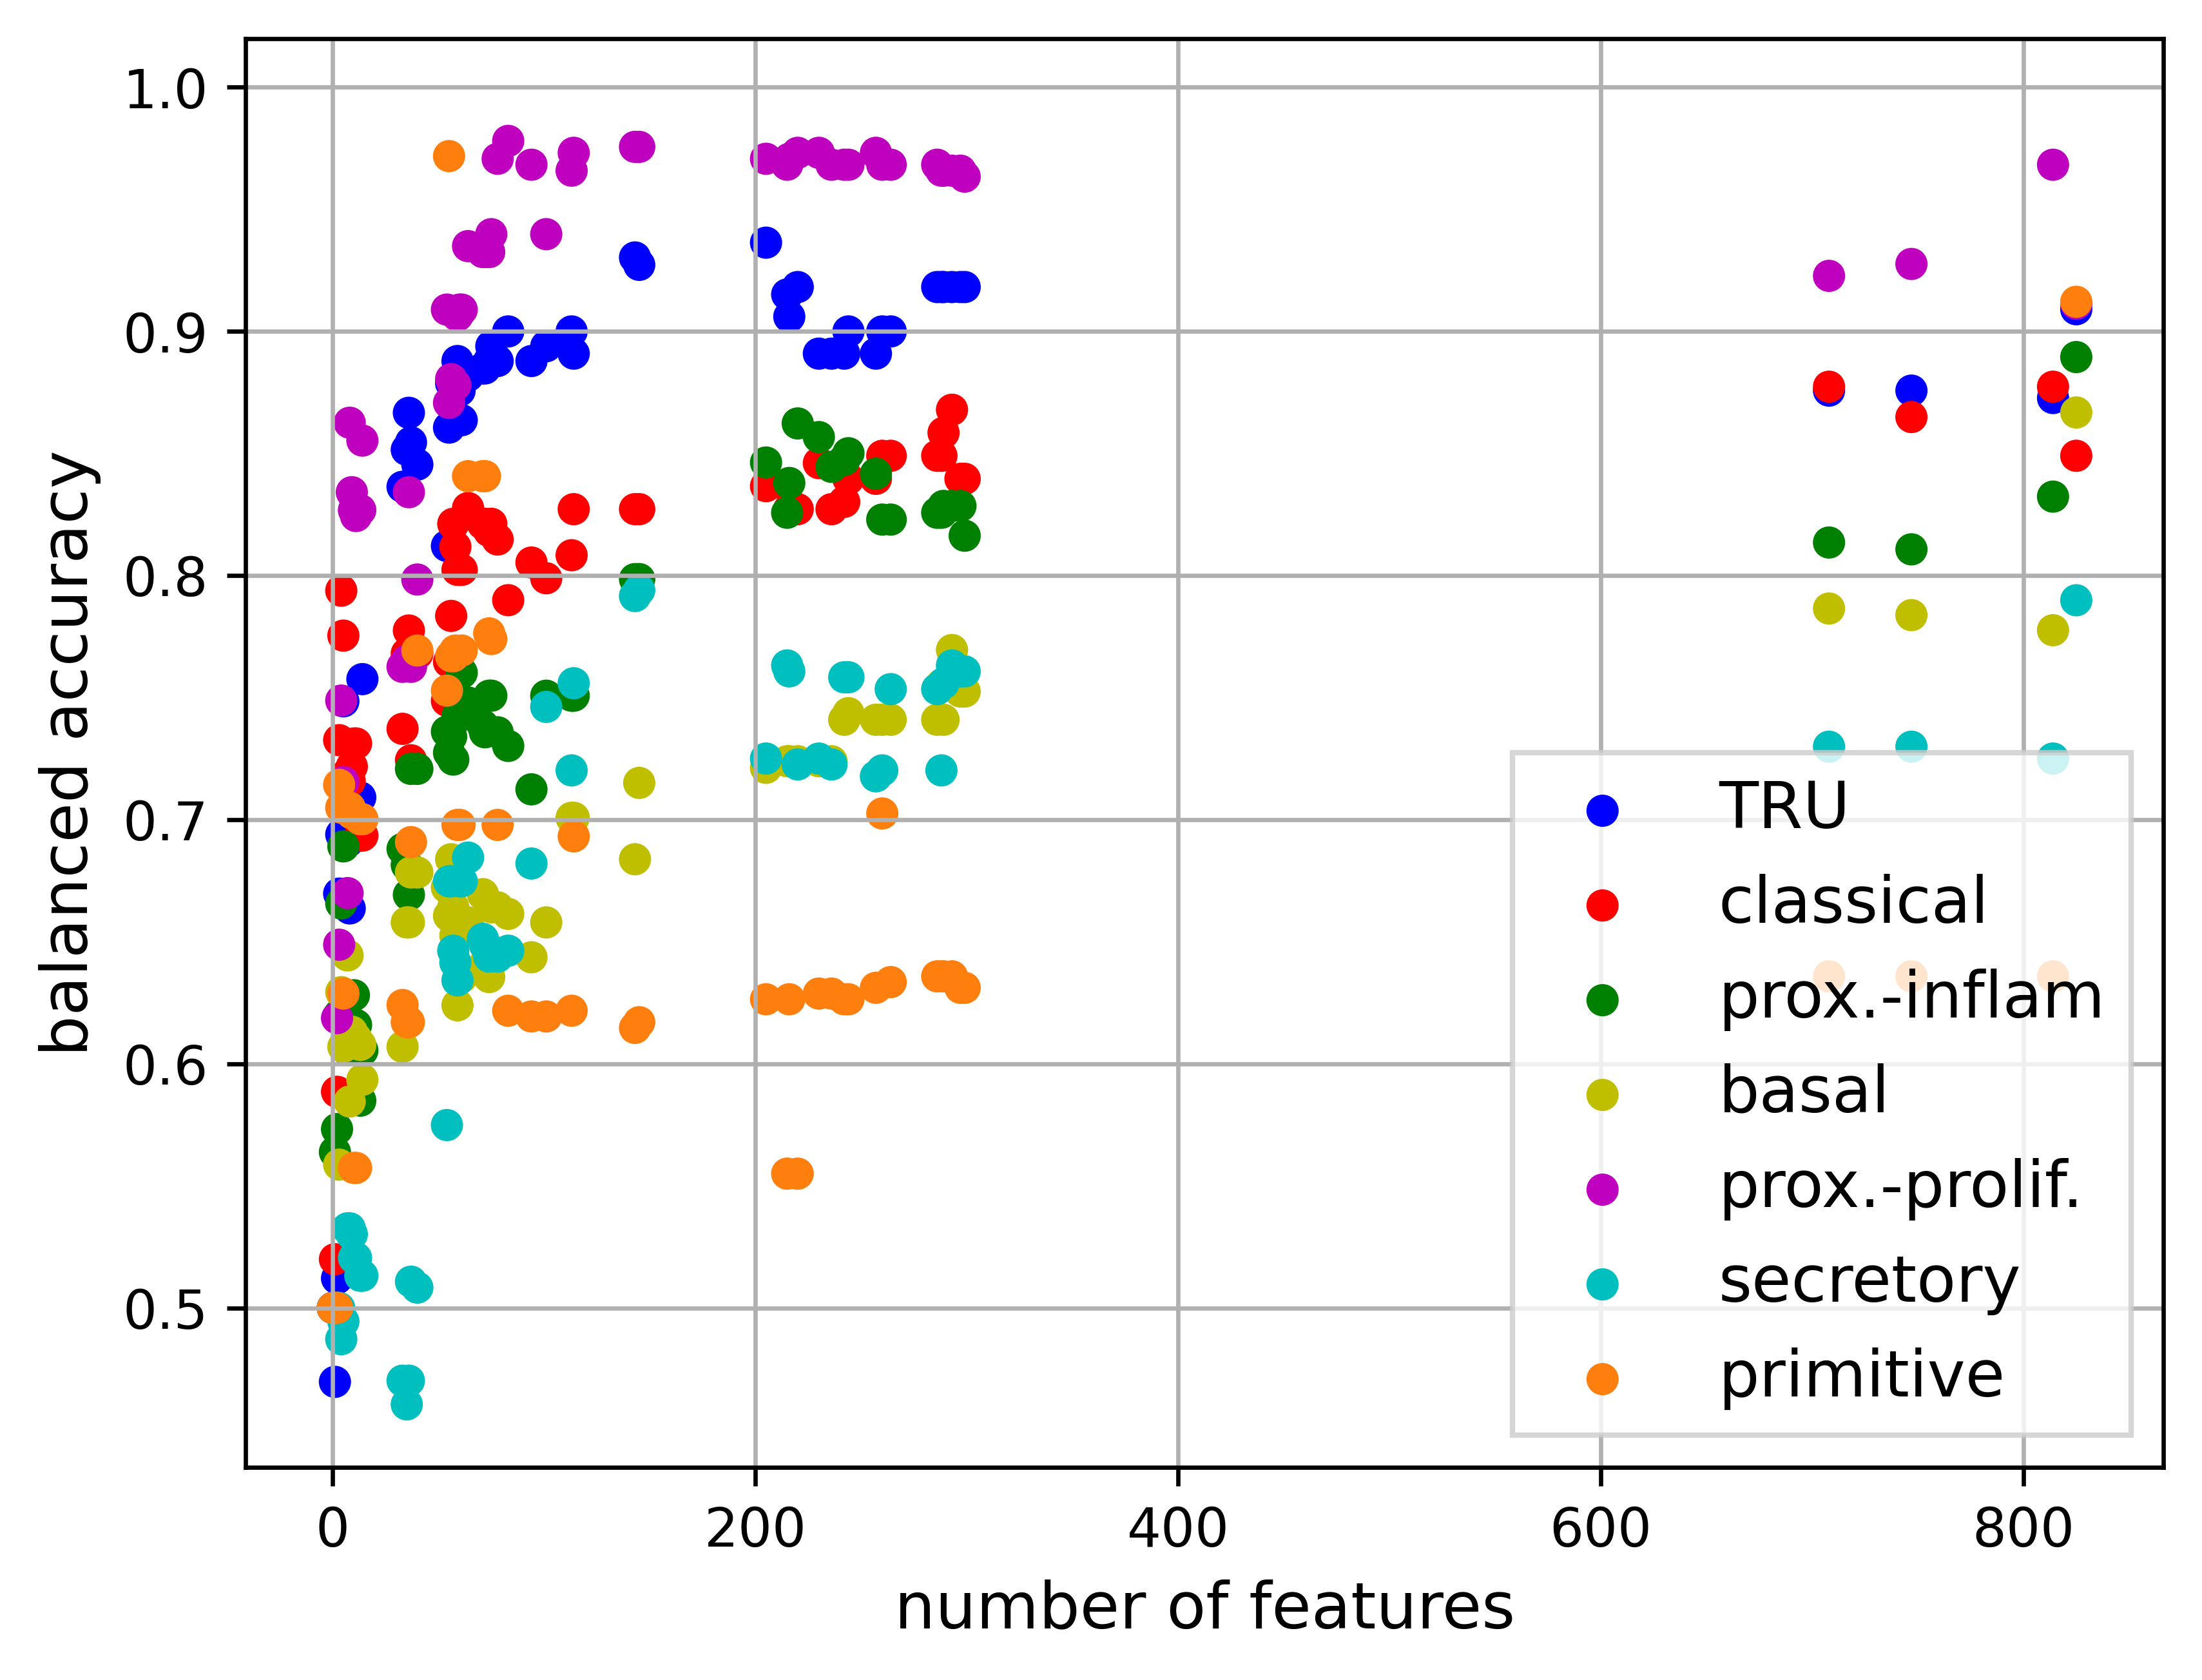 1.0
0.9
0.8
0.7
0.6
0.5
balanced accuracy
TRU
classical
prox.-inflam
basal
prox.-prolif.
secretory
primitive
0 200 400 600 800
number of features